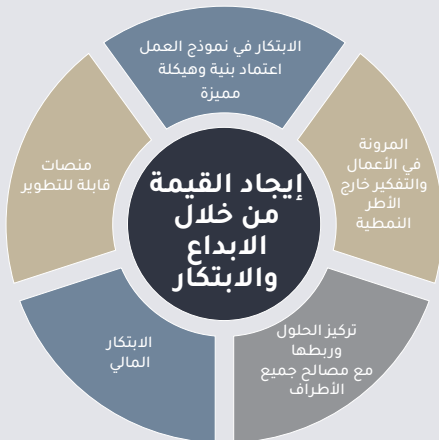 الابتكار في نموذج العمل
اعتماد بنية وهيكلة
مميزة
المرونة
في الأعمال
والتفكير خارج
الأطر
النمطية
تركيز الحلول
وربطها
مع مصالح جميع
الأطراف
الابتكار
المالي
منصات
قابلة للتطوير
إيجاد القيمة
من خلال
الابداع
والابتكار